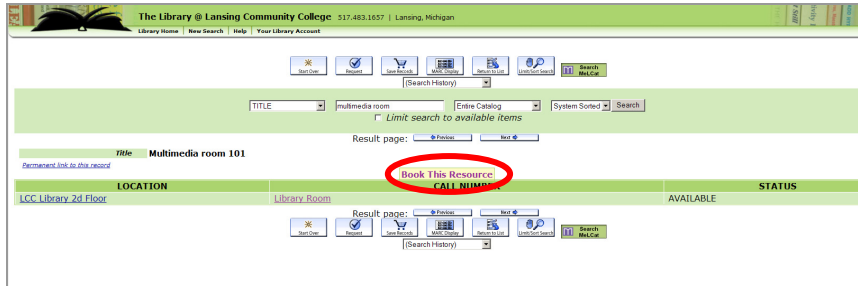 The Library @ Lansing Community College 517.483.1657 | Lansing, Michigan
Library Home | New Search | Help | Your Library Account
Start Over Request Save Records MARC Display Return to List Limit/Sort Search Search MeLCat
(Search History)
TITLE multimedia room Entire Catalog System Sorted Search
Limit search to available items
Result page: Previous Next
Title Multimedia room 101
Permanent link to this record
Book This Resource
LOCATION CALL NUMBER STATUS
LCC Library 2d Floor Library Room AVAILABLE
Result page: Previous Next
Start Over Request Save Records MARC Display Return to List Limit/Sort Search Search MeLCat
(Search History)